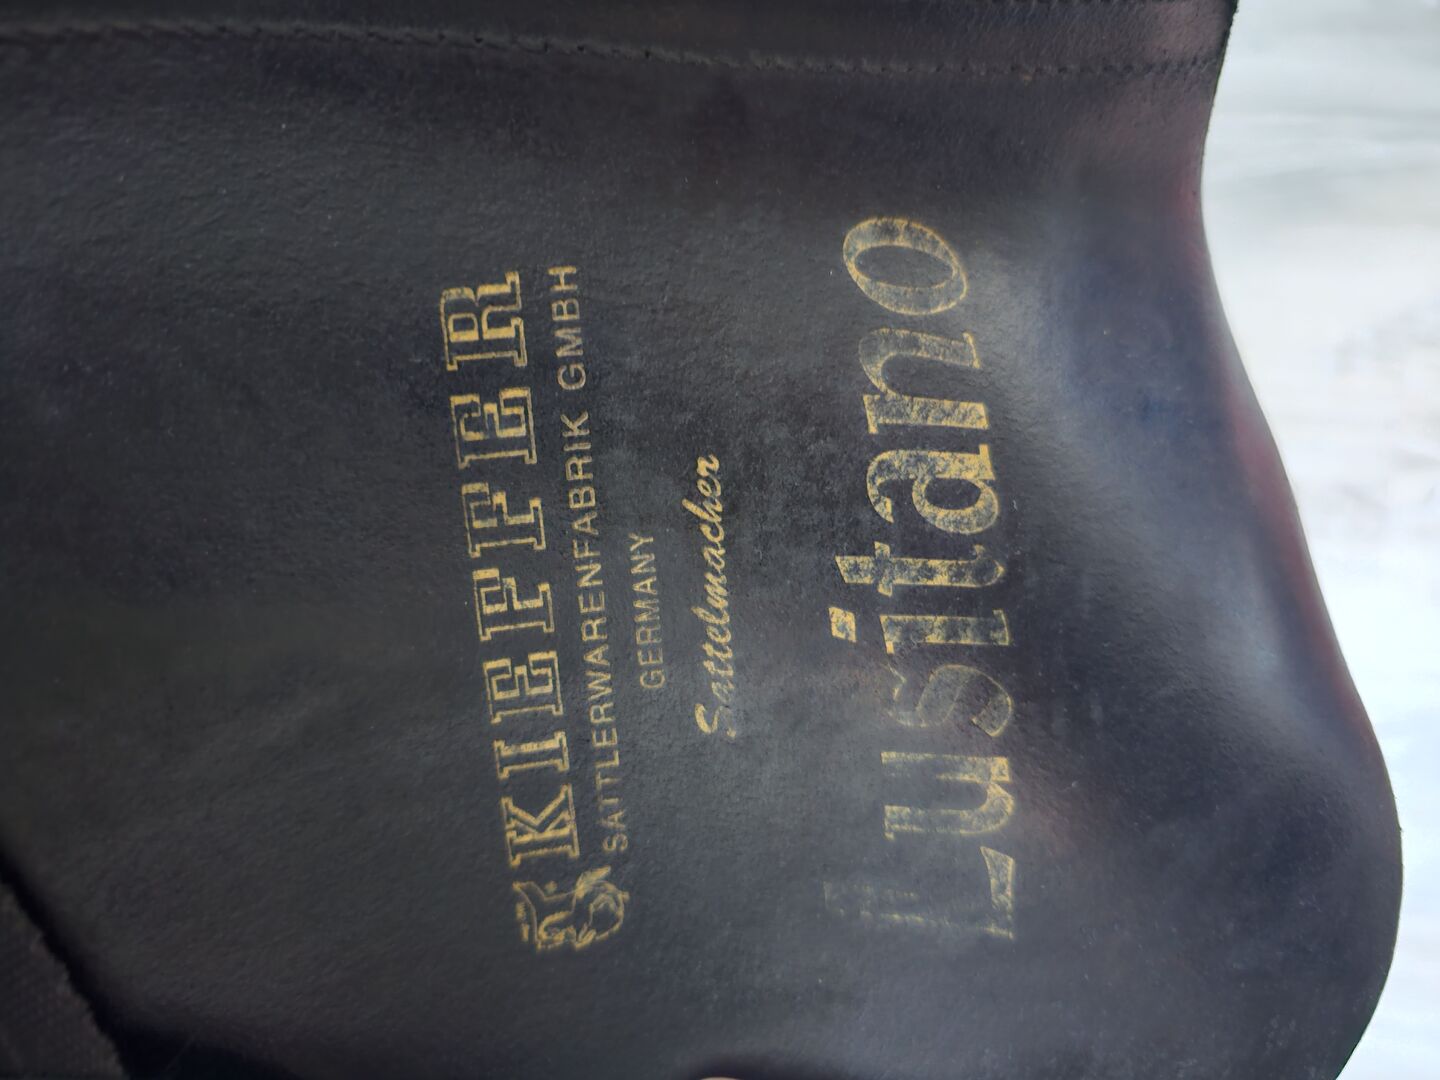 KIEFFER
SATTLERWARENFABRIK GMBH
GERMANY
Sattelmacher
Lusitano